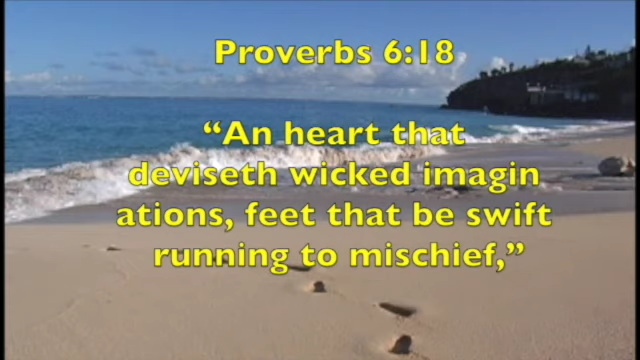 Proverbs 6:18
“An heart that
deviseth wicked imagin
ations, feet that be swift
running to mischief,”